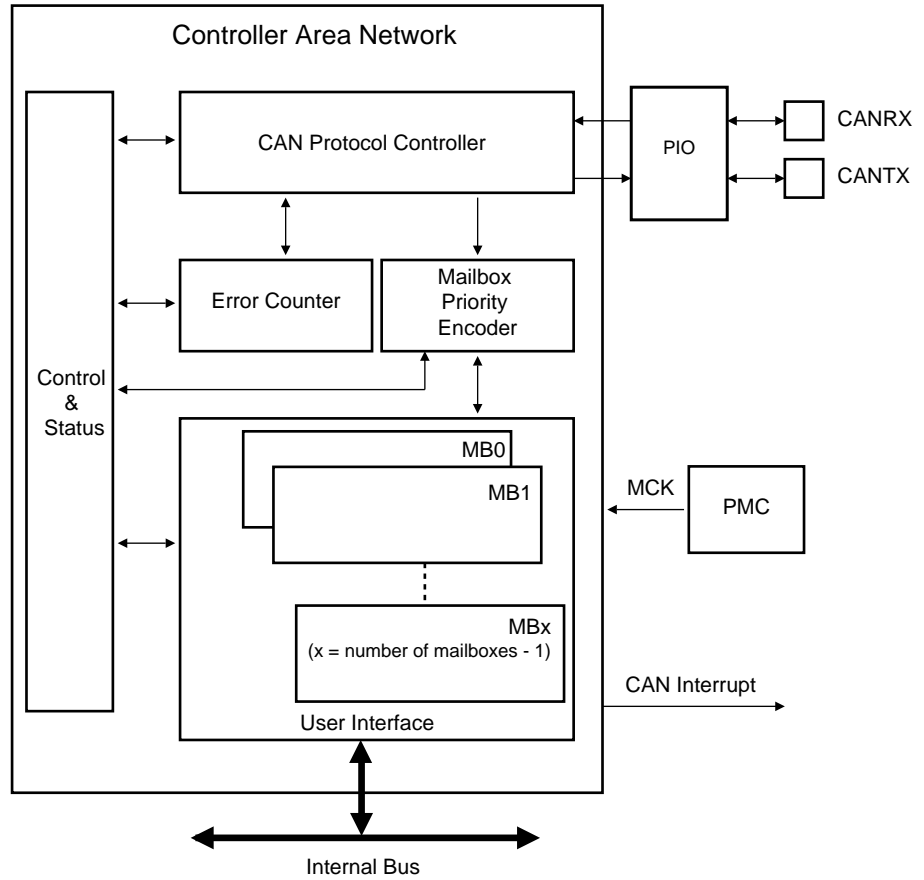 Controller Area Network
CAN Protocol Controller
PIO
CANRX
CANTX
Error Counter
Mailbox
Priority
Encoder
Control
&
Status
MB0
MB1
MCK
PMC
MBx
(x = number of mailboxes - 1)
CAN Interrupt
User Interface
Internal Bus